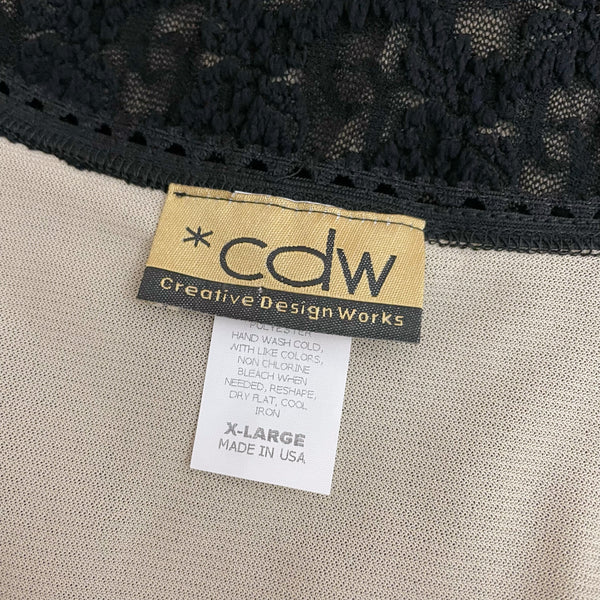 *cdw
Creative Design Works
POLYESTER
HAND WASH COLD,
WITH LIKE COLORS,
NON CHLORINE
BLEACH WHEN
NEEDED, RESHAPE,
DRY FLAT, COOL
IRON
X-LARGE
MADE IN USA